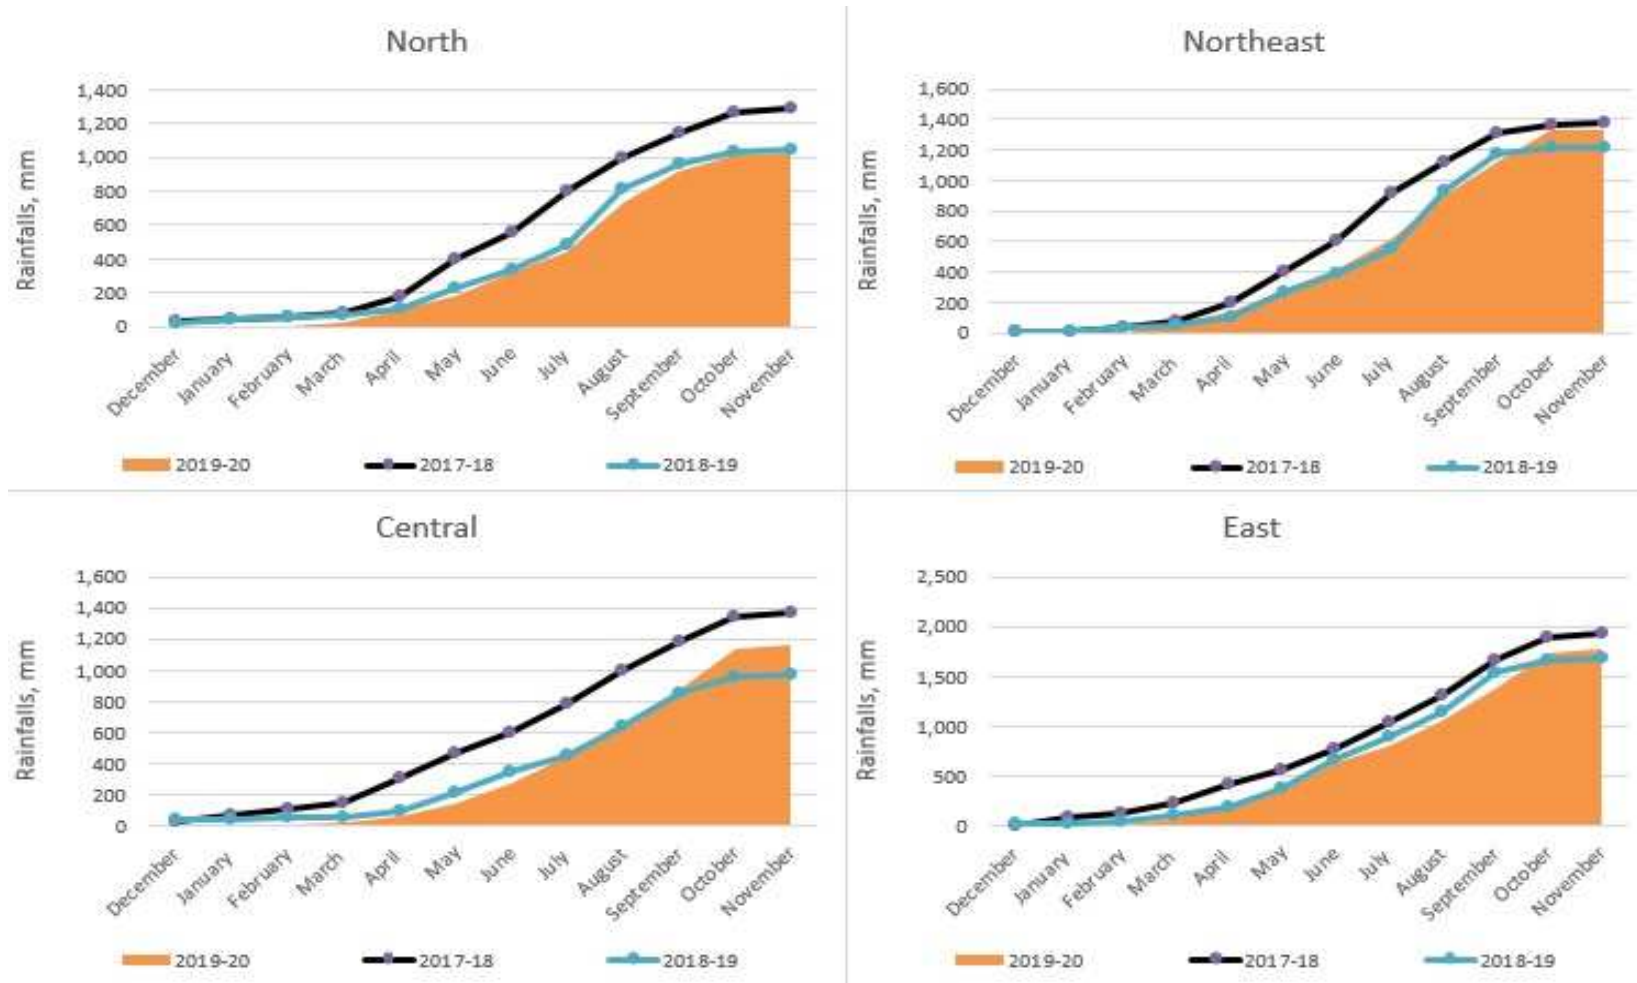 North
Rainfalls, mm
1,400
1,200
1,000
800
600
400
200
0
December
January
February
March
April
May
June
July
August
September
October
November
2019-20 2017-18 2018-19
Northeast
Rainfalls, mm
1,600
1,400
1,200
1,000
800
600
400
200
0
December
January
February
March
April
May
June
July
August
September
October
November
2019-20 2017-18 2018-19
Central
Rainfalls, mm
1,600
1,400
1,200
1,000
800
600
400
200
0
December
January
February
March
April
May
June
July
August
September
October
November
2019-20 2017-18 2018-19
East
Rainfalls, mm
2,500
2,000
1,500
1,000
500
0
December
January
February
March
April
May
June
July
August
September
October
November
2019-20 2017-18 2018-19